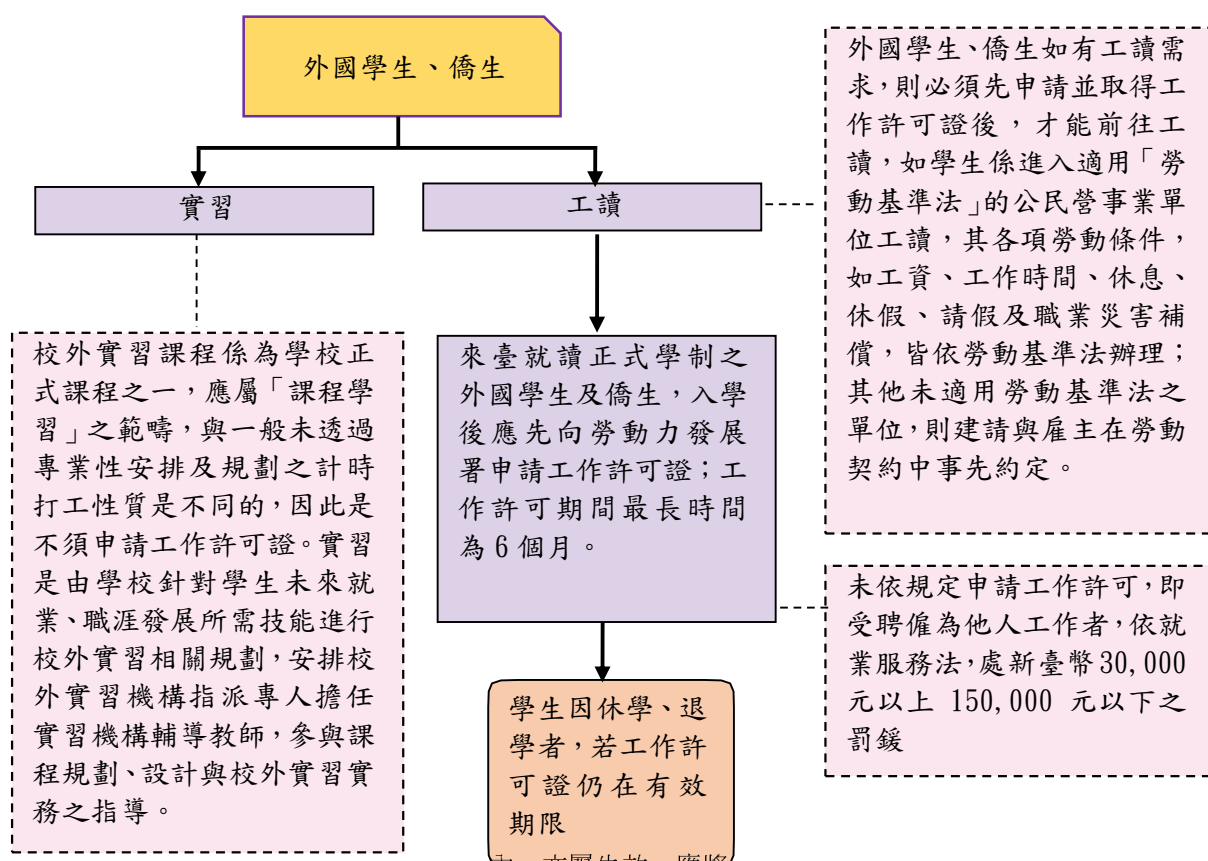 外國學生、僑生
實習
工讀
外國學生、僑生如有工讀需
求,則必須先申請並取得工
作許可證後,才能前往工
讀,如學生係進入適用「勞
動基準法」的公民營事業單
位工讀,其各項勞動條件,
如工資、工作時間、休息、
休假、請假及職業災害補
償,皆依勞動基準法辦理;
其他未適用勞動基準法之
單位,則建請與雇主在勞動
契約中事先約定。
校外實習課程係為學校正
式課程之一,應屬「課程學
習」之範疇,與一般未透過
專業性安排及規劃之計時
打工性質是不同的,因此是
不須申請工作許可證。實習
是由學校針對學生未來就
業、職涯發展所需技能進行
校外實習相關規劃,安排校
外實習機構指派專人擔任
實習機構輔導教師,參與課
程規劃、設計與校外實習實
務之指導。
來臺就讀正式學制之
外國學生及僑生,入學
後應先向勞動力發展
署申請工作許可證;工
作許可期間最長時間
為6個月。
未依規定申請工作許可,即
受聘僱為他人工作者,依就
業服務法,處新臺幣30,000
元以上 150,000 元以下之
罰鍰
學生因休學、退
學者,若工作許
可證仍在有效
期限